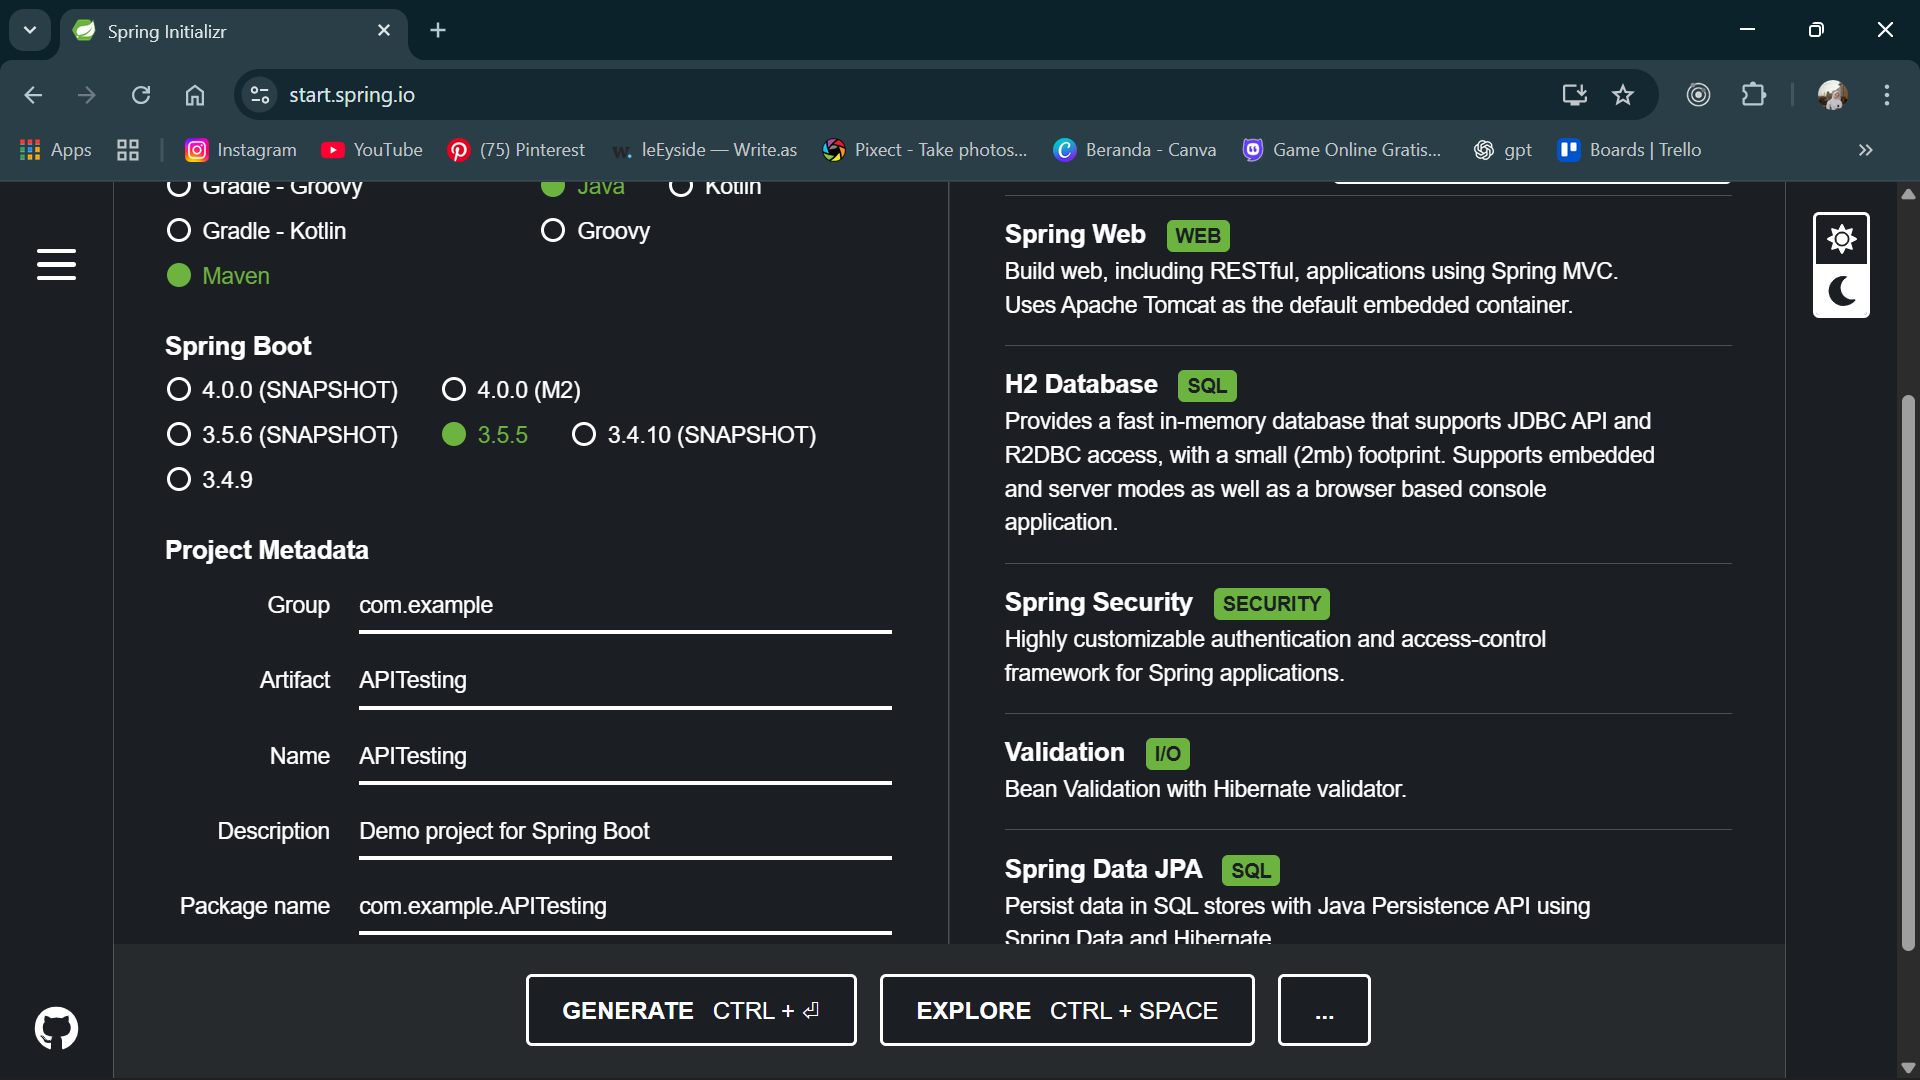 Spring Initializr
start.spring.io
Apps
Instagram
YouTube
(75) Pinterest
w. leEyside — Write.as
Pixect - Take photos...
Beranda - Canva
Game Online Gratis...
gpt
Boards | Trello
Gradle - Groovy
Java
Kotlin
Gradle - Kotlin
Groovy
Maven
Spring Boot
4.0.0 (SNAPSHOT)
4.0.0 (M2)
3.5.6 (SNAPSHOT)
3.5.5
3.4.10 (SNAPSHOT)
3.4.9
Project Metadata
Group com.example
Artifact APITesting
Name APITesting
Description Demo project for Spring Boot
Package name com.example.APITesting
Spring Web WEB
Build web, including RESTful, applications using Spring MVC.
Uses Apache Tomcat as the default embedded container.
H2 Database SQL
Provides a fast in-memory database that supports JDBC API and
R2DBC access, with a small (2mb) footprint. Supports embedded
and server modes as well as a browser based console
application.
Spring Security SECURITY
Highly customizable authentication and access-control
framework for Spring applications.
Validation I/O
Bean Validation with Hibernate validator.
Spring Data JPA SQL
Persist data in SQL stores with Java Persistence API using
Spring Data and Hibernate
GENERATE CTRL + ⏎
EXPLORE CTRL + SPACE
...